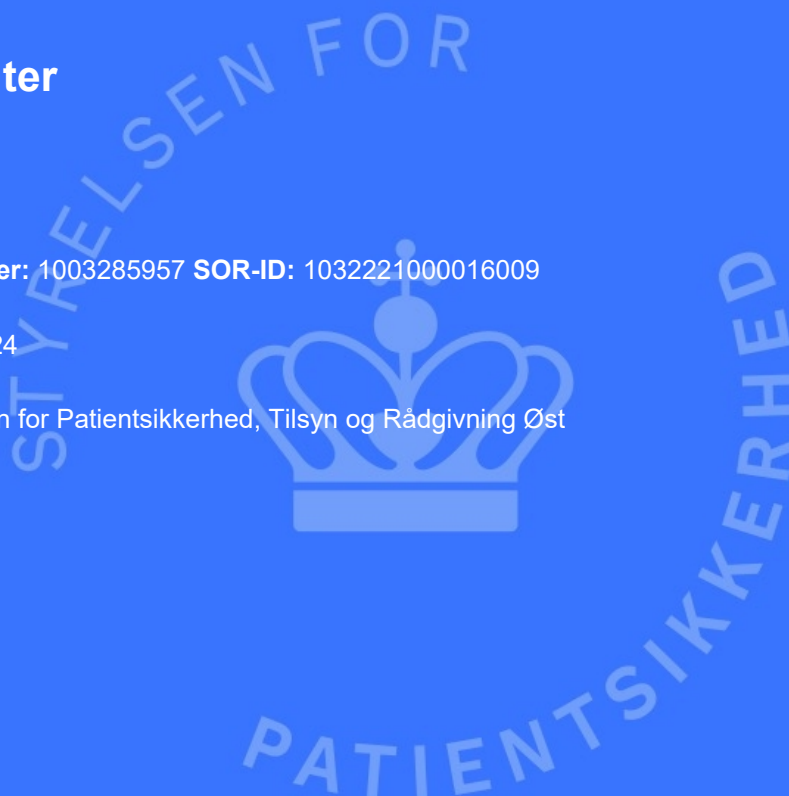 ter
er: 1003285957 SOR-ID: 1032221000016009
24
n for Patientsikkerhed, Tilsyn og Rådgivning Øst
STYRELSEN FOR
PATIENTSIKKERHED